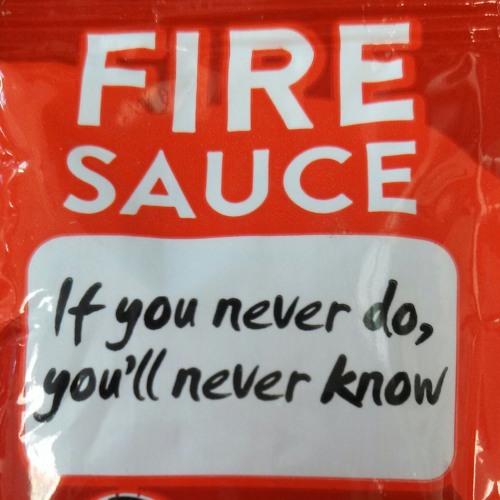 FIRE
SAUCE
If you never do,
you'll never know